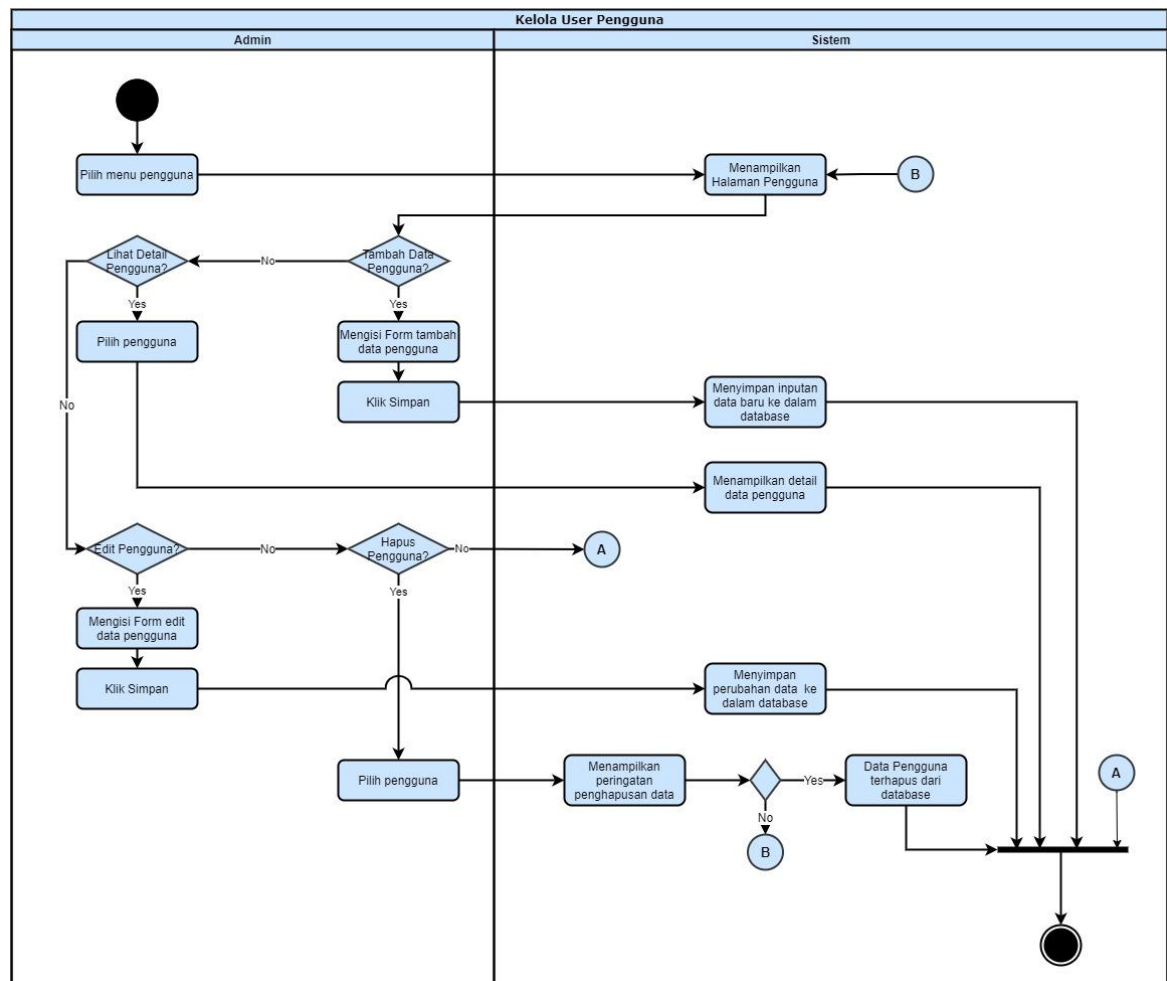 Kelola User Pengguna
Admin
Sistem
Pilih menu pengguna
Menampilkan
Halaman Pengguna
B
Lihat Detail
Pengguna?
No
Tambah Data
Pengguna?
Yes
Yes
Pilih pengguna
Mengisi Form tambah
data pengguna
No
Klik Simpan
Menyimpan inputan
data baru ke dalam
database
Menampilkan detail
data pengguna
Edit Pengguna?
No
Hapus
Pengguna?
No
A
Yes
Yes
Mengisi Form edit
data pengguna
Klik Simpan
Menyimpan
perubahan data ke
dalam database
Pilih pengguna
Menampilkan
peringatan
penghapusan data
Yes
Data Pengguna
terhapus dari
database
A
No
B